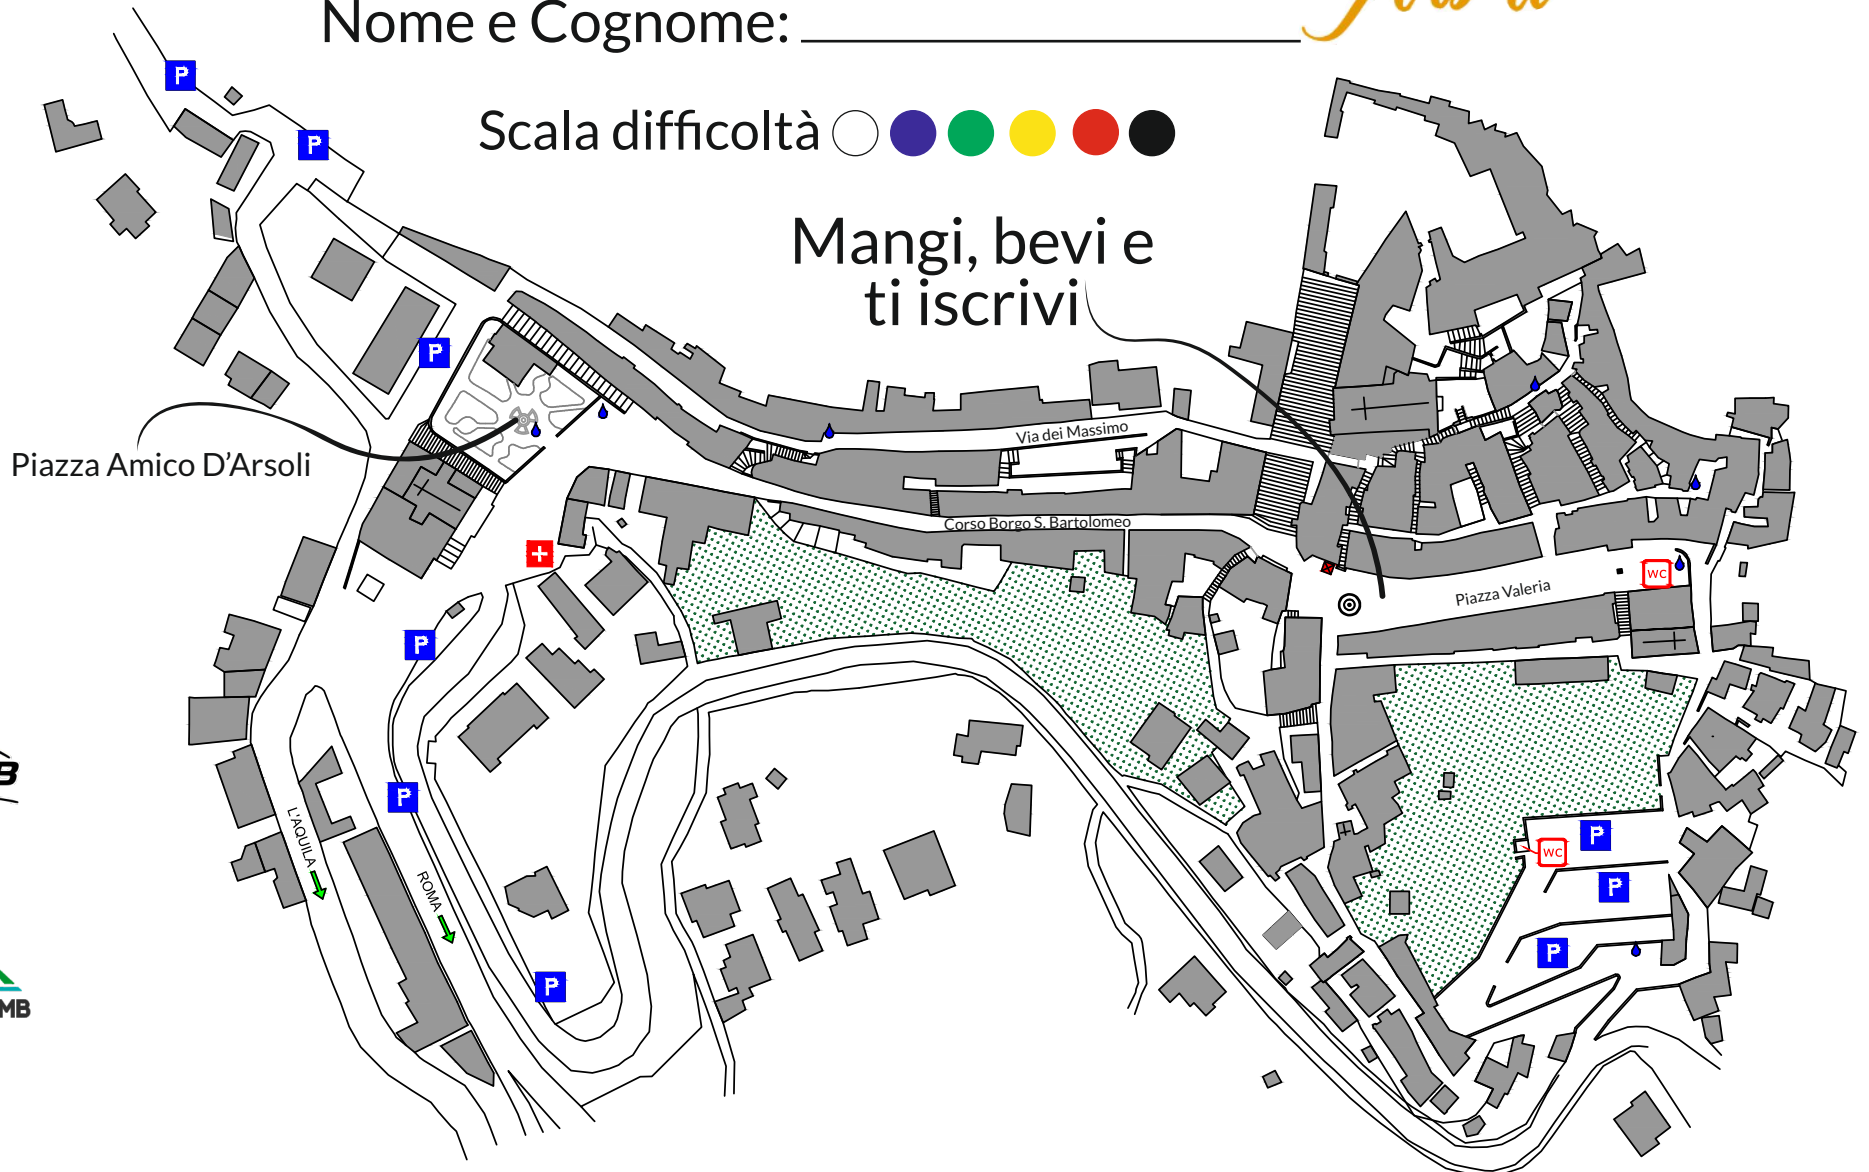 Nome e Cognome:
Scala difficoltà
Mangi, bevi e
ti iscrivi
P
P
P
Via dei Massimo
Piazza Amico D'Arsoli
Corso Borgo S. Bartolomeo
WC
Piazza Valeria
P
B
P
L'AQUILA
ROMA
P
WC
P
P
P
MB